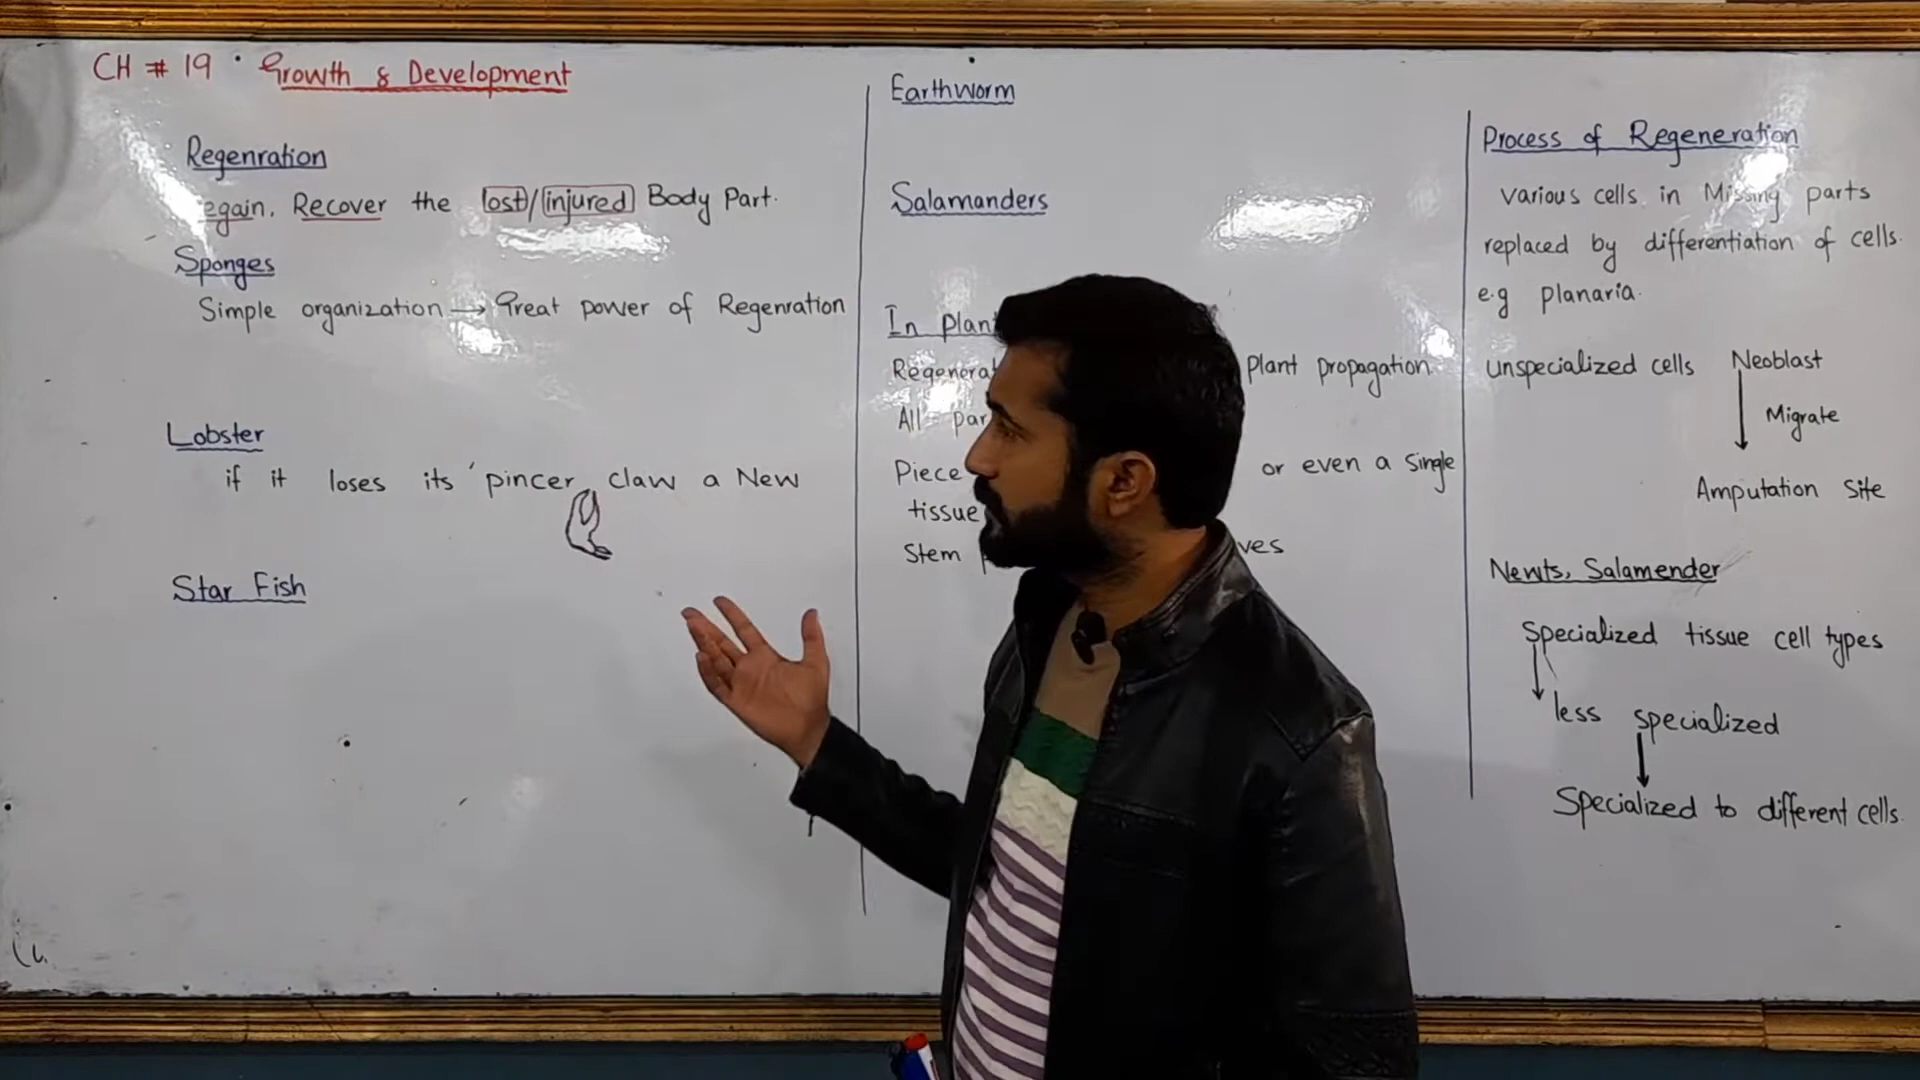 CH # 19 Growth & Development
Regenration
egain, Recover the lost/injured Body Part.
Sponges
Simple organization → Great power of Regenration
Lobster
if it loses its pincer claw a New
Star Fish
Earthworm
Salamanders
In Plan
Regenerat Plant propagation
All par
Piece or even a single
tissue
Stem ves
Process of Regeneration
Various cells in Missing parts
replaced by differentiation of cells.
e.g planaria.
unspecialized cells Neoblast
Migrate
Amputation Site
Newts, Salamender
Specialized tissue cell types
less specialized
Specialized to different cells.